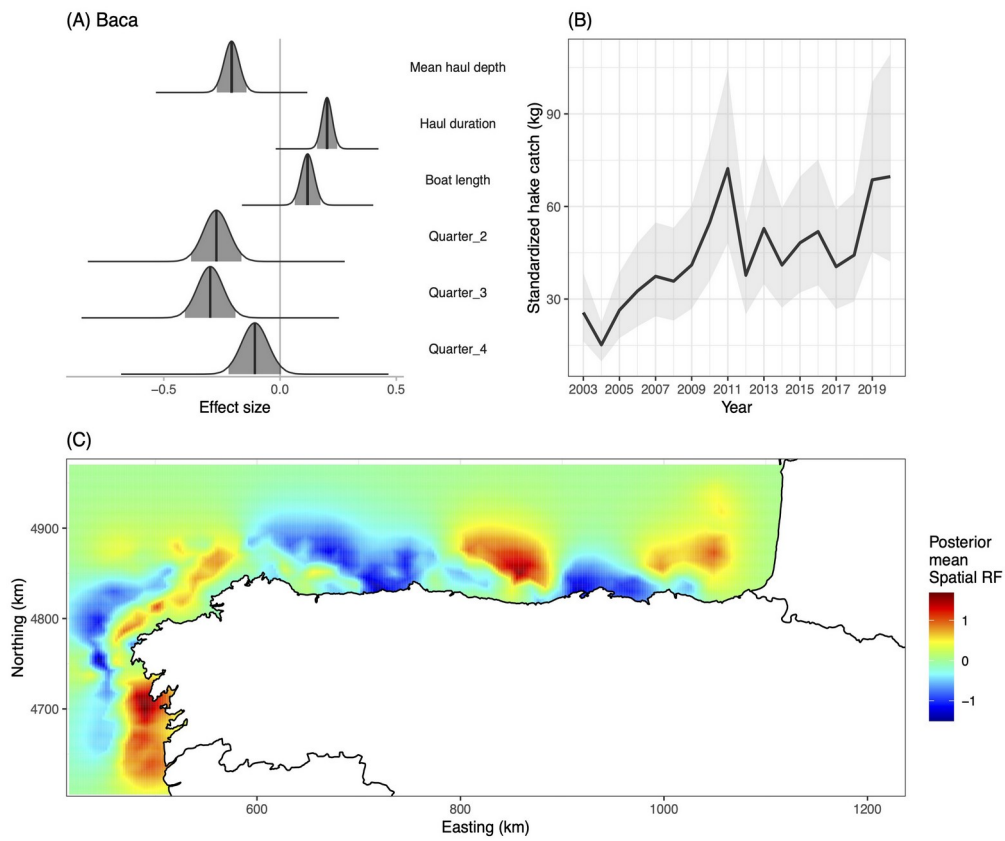 (A) Baca
Mean haul depth
Haul duration
Boat length
Quarter_2
Quarter_3
Quarter_4
−0.5 0.0 0.5
Effect size
(B)
Standardized hake catch (kg)
90
60
30
2003 2005 2007 2009 2011 2013 2015 2017 2019
Year
(C)
Northing (km)
4900
4800
4700
600 800 1000 1200
Easting (km)
Posterior
mean
Spatial RF
1
0
−1